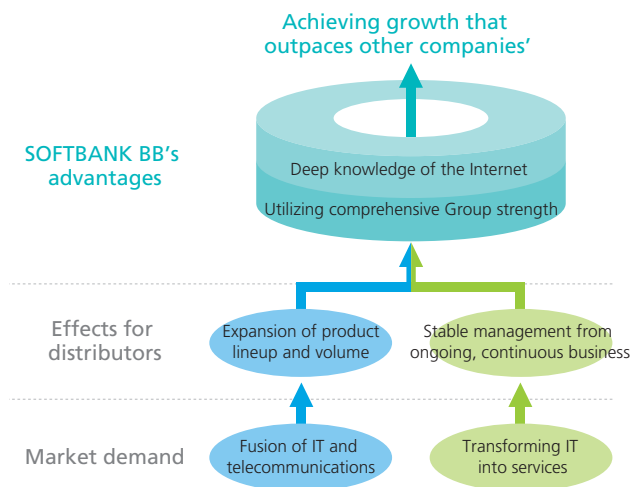 Achieving growth that
outpaces other companies’
SOFTBANK BB’s
advantages
Deep knowledge of the Internet
Utilizing comprehensive Group strength
Effects for
distributors
Expansion of product
lineup and volume
Stable management from
ongoing, continuous business
Market demand
Fusion of IT and
telecommunications
Transforming IT
into services